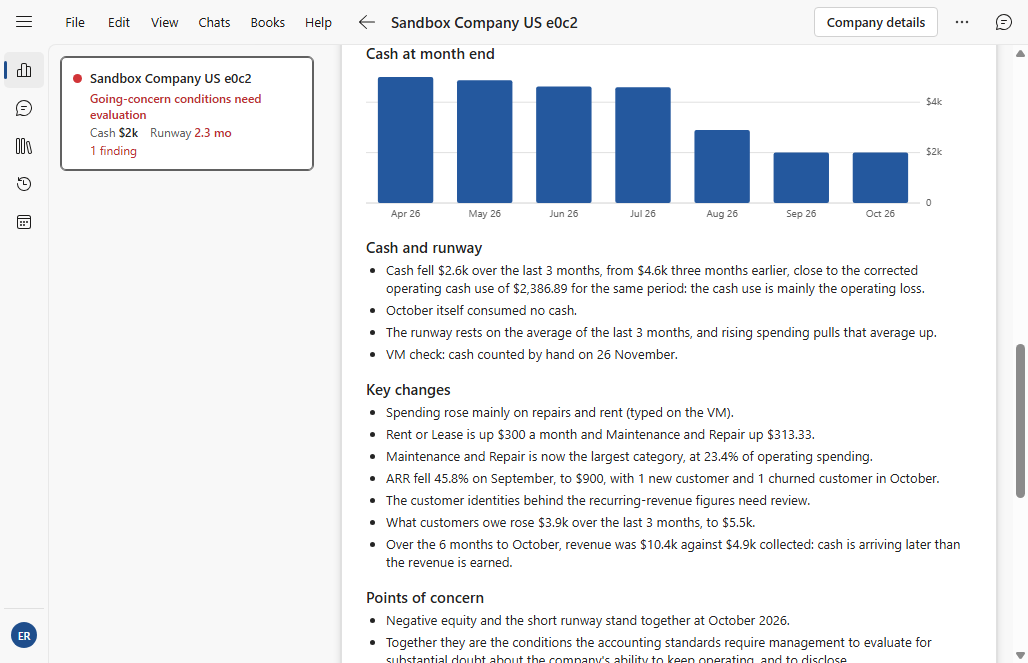 File Edit View Chats Books Help
Sandbox Company US e0c2
Company details
Sandbox Company US e0c2
Going-concern conditions need
evaluation
Cash $2k Runway 2.3 mo
1 finding
ER
Cash at month end
$4k
$2k
0
Apr 26 May 26 Jun 26 Jul 26 Aug 26 Sep 26 Oct 26
Cash and runway
• Cash fell $2.6k over the last 3 months, from $4.6k three months earlier, close to the corrected
operating cash use of $2,386.89 for the same period: the cash use is mainly the operating loss.
• October itself consumed no cash.
• The runway rests on the average of the last 3 months, and rising spending pulls that average up.
• VM check: cash counted by hand on 26 November.
Key changes
• Spending rose mainly on repairs and rent (typed on the VM).
• Rent or Lease is up $300 a month and Maintenance and Repair up $313.33.
• Maintenance and Repair is now the largest category, at 23.4% of operating spending.
• ARR fell 45.8% on September, to $900, with 1 new customer and 1 churned customer in October.
• The customer identities behind the recurring-revenue figures need review.
• What customers owe rose $3.9k over the last 3 months, to $5.5k.
• Over the 6 months to October, revenue was $10.4k against $4.9k collected: cash is arriving later than
the revenue is earned.
Points of concern
• Negative equity and the short runway stand together at October 2026.
• Together they are the conditions the accounting standards require management to evaluate for
substantial doubt about the company's ability to keep operating, and to disclose.